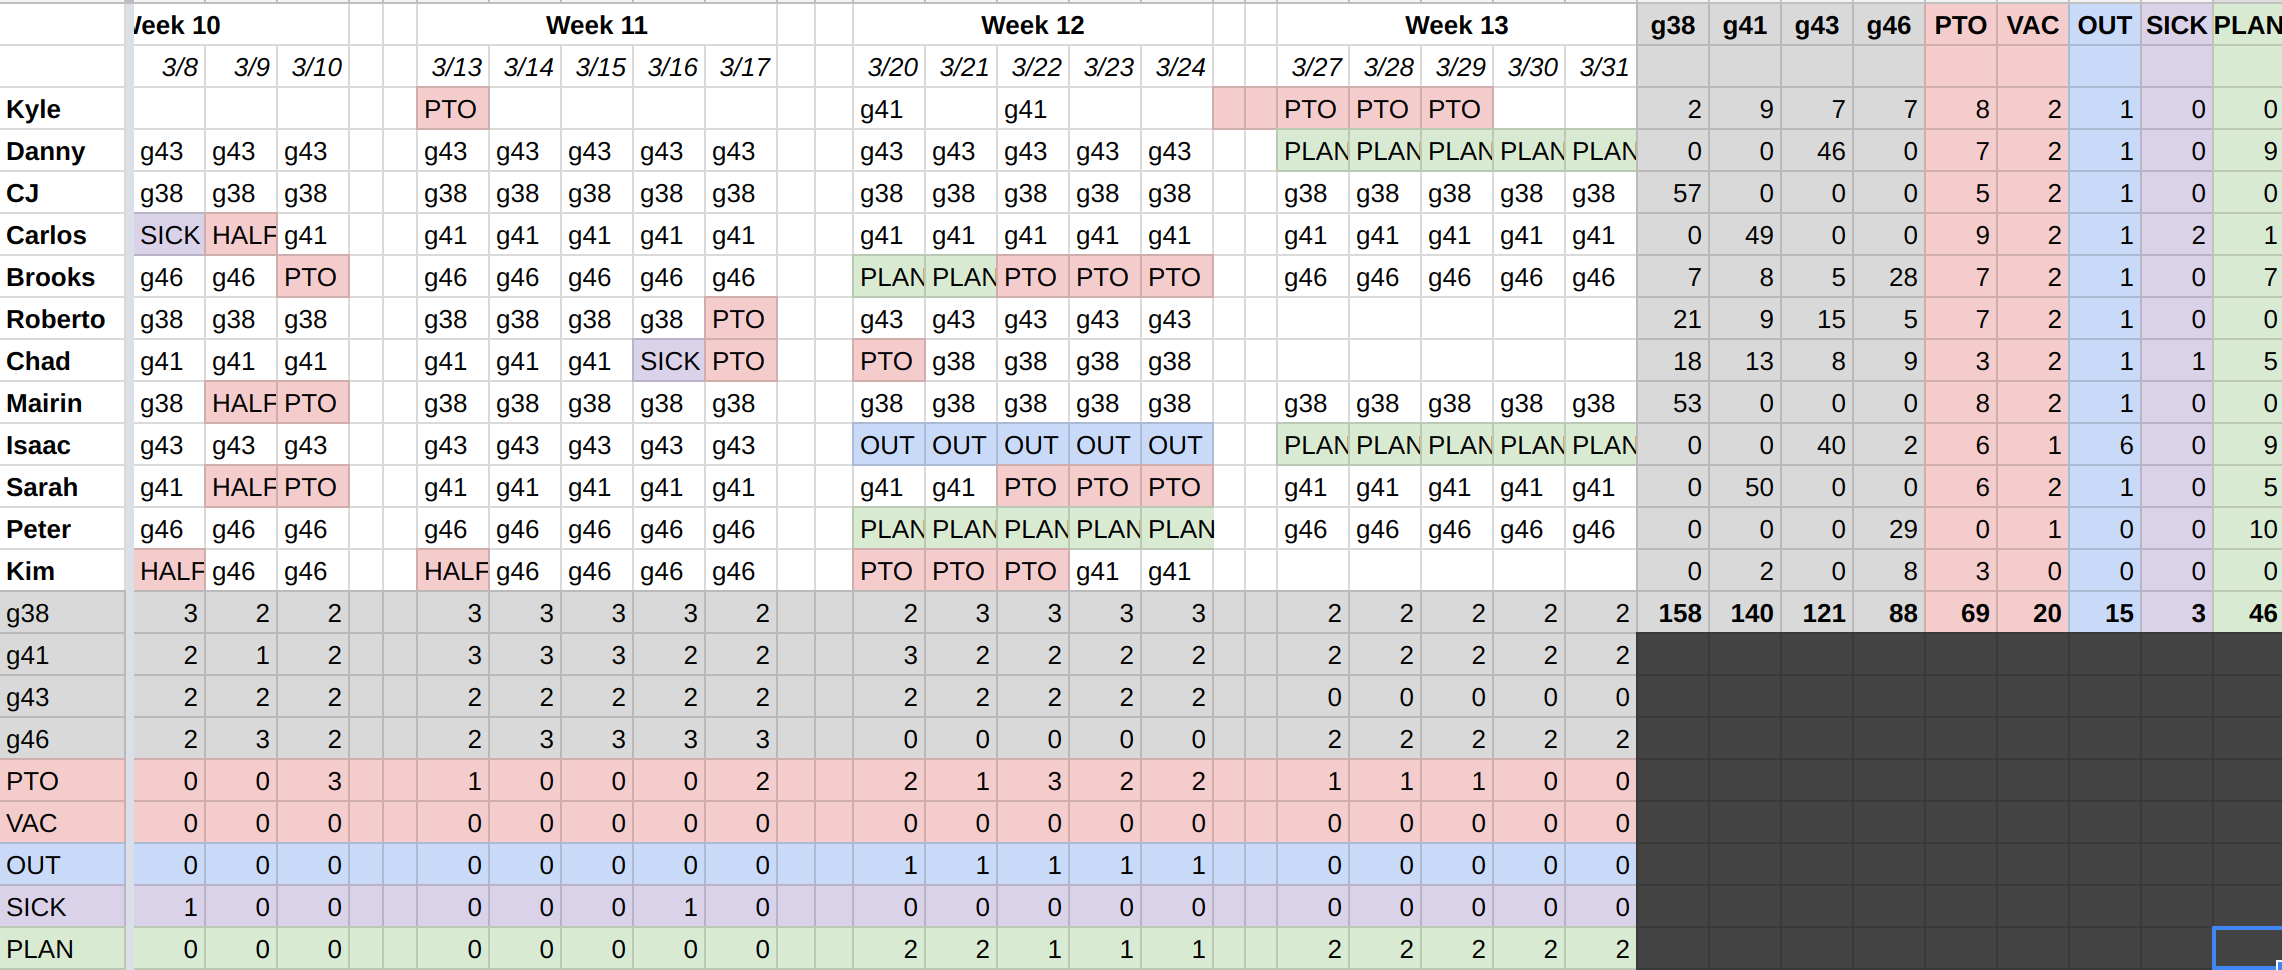 Week 10 Week 11 Week 12 Week 13 g38 g41 g43 g46 PTO VAC OUT SICK PLAN
3/8 3/9 3/10 3/13 3/14 3/15 3/16 3/17 3/20 3/21 3/22 3/23 3/24 3/27 3/28 3/29 3/30 3/31
Kyle PTO g41 g41 PTO PTO PTO 2 9 7 7 8 2 1 0 0
Danny g43 g43 g43 g43 g43 g43 g43 g43 g43 g43 g43 g43 g43 PLAN PLAN PLAN PLAN PLAN 0 0 46 0 7 2 1 0 9
CJ g38 g38 g38 g38 g38 g38 g38 g38 g38 g38 g38 g38 g38 g38 g38 g38 g38 g38 57 0 0 0 5 2 1 0 0
Carlos SICK HALF g41 g41 g41 g41 g41 g41 g41 g41 g41 g41 g41 g41 g41 g41 g41 g41 0 49 0 0 9 2 1 2 1
Brooks g46 g46 PTO g46 g46 g46 g46 g46 PLAN PLAN PTO PTO PTO g46 g46 g46 g46 g46 7 8 5 28 7 2 1 0 7
Roberto g38 g38 g38 g38 g38 g38 g38 PTO g43 g43 g43 g43 g43 21 9 15 5 7 2 1 0 0
Chad g41 g41 g41 g41 g41 g41 SICK PTO PTO g38 g38 g38 g38 18 13 8 9 3 2 1 1 5
Mairin g38 HALF PTO g38 g38 g38 g38 g38 g38 g38 g38 g38 g38 g38 g38 g38 g38 g38 53 0 0 0 8 2 1 0 0
Isaac g43 g43 g43 g43 g43 g43 g43 g43 OUT OUT OUT OUT OUT PLAN PLAN PLAN PLAN PLAN 0 0 40 2 6 1 6 0 9
Sarah g41 HALF PTO g41 g41 g41 g41 g41 g41 g41 PTO PTO PTO g41 g41 g41 g41 g41 0 50 0 0 6 2 1 0 5
Peter g46 g46 g46 g46 g46 g46 g46 g46 PLAN PLAN PLAN PLAN PLAN g46 g46 g46 g46 g46 0 0 0 29 0 1 0 0 10
Kim HALF g46 g46 HALF g46 g46 g46 g46 PTO PTO PTO g41 g41 0 2 0 8 3 0 0 0 0
g38 3 2 2 3 3 3 3 2 2 3 3 3 3 2 2 2 2 2 158 140 121 88 69 20 15 3 46
g41 2 1 2 3 3 3 2 2 3 2 2 2 2 2 2 2 2 2
g43 2 2 2 2 2 2 2 2 2 2 2 2 2 0 0 0 0 0
g46 2 3 2 2 3 3 3 3 0 0 0 0 0 2 2 2 2 2
PTO 0 0 3 1 0 0 0 2 2 1 3 2 2 1 1 1 0 0
VAC 0 0 0 0 0 0 0 0 0 0 0 0 0 0 0 0 0 0
OUT 0 0 0 0 0 0 0 0 1 1 1 1 1 0 0 0 0 0
SICK 1 0 0 0 0 0 1 0 0 0 0 0 0 0 0 0 0 0
PLAN 0 0 0 0 0 0 0 0 2 2 1 1 1 2 2 2 2 2